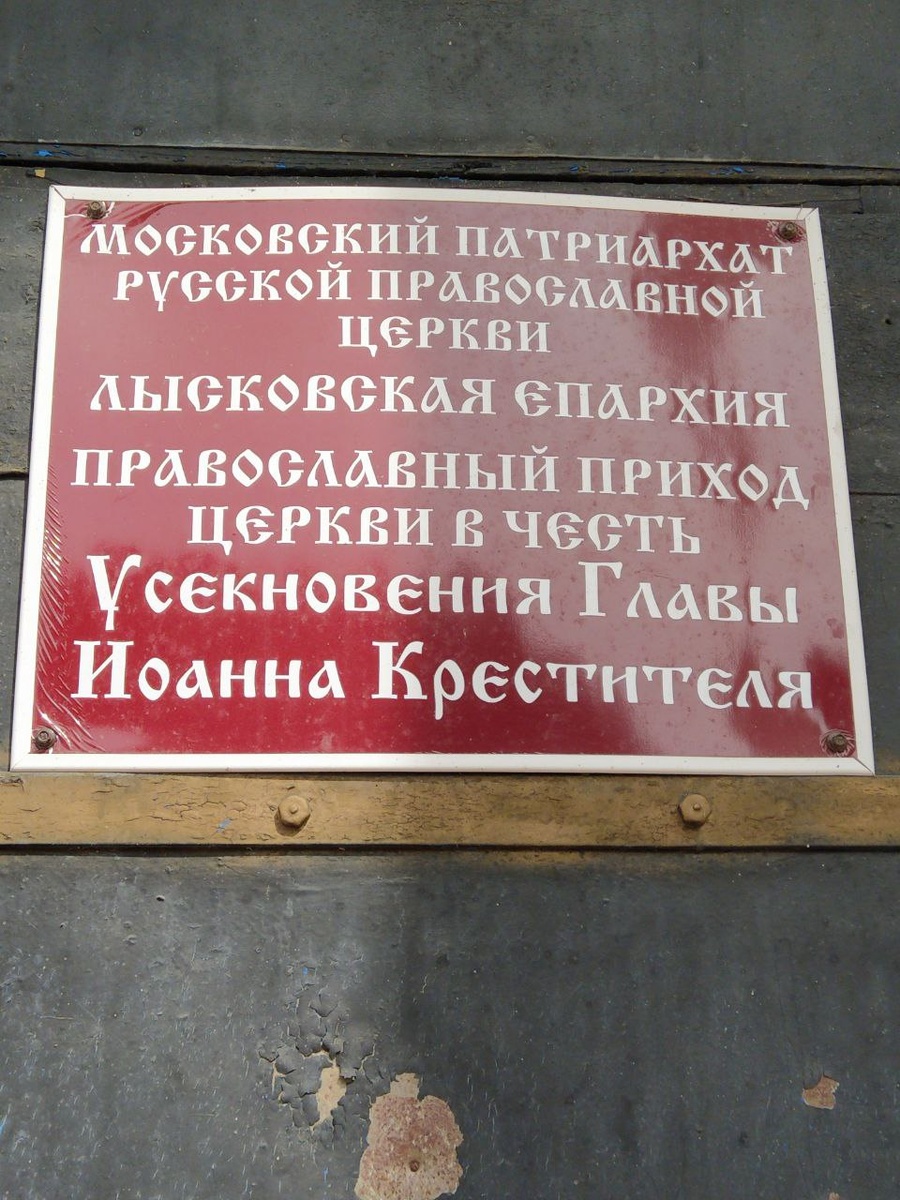 МОСКОВСКИЙ ПАТРИАРХАТ
РУССКОЙ ПРАВОСЛАВНОЙ
ЦЕРКВИ
ЛЫСКОВСКАЯ ЕПАРХИЯ
ПРАВОСЛАВНЫЙ ПРИХОД
ЦЕРКВИ В ЧЕСТЬ
Усекновения Главы
Иоанна Крестителя